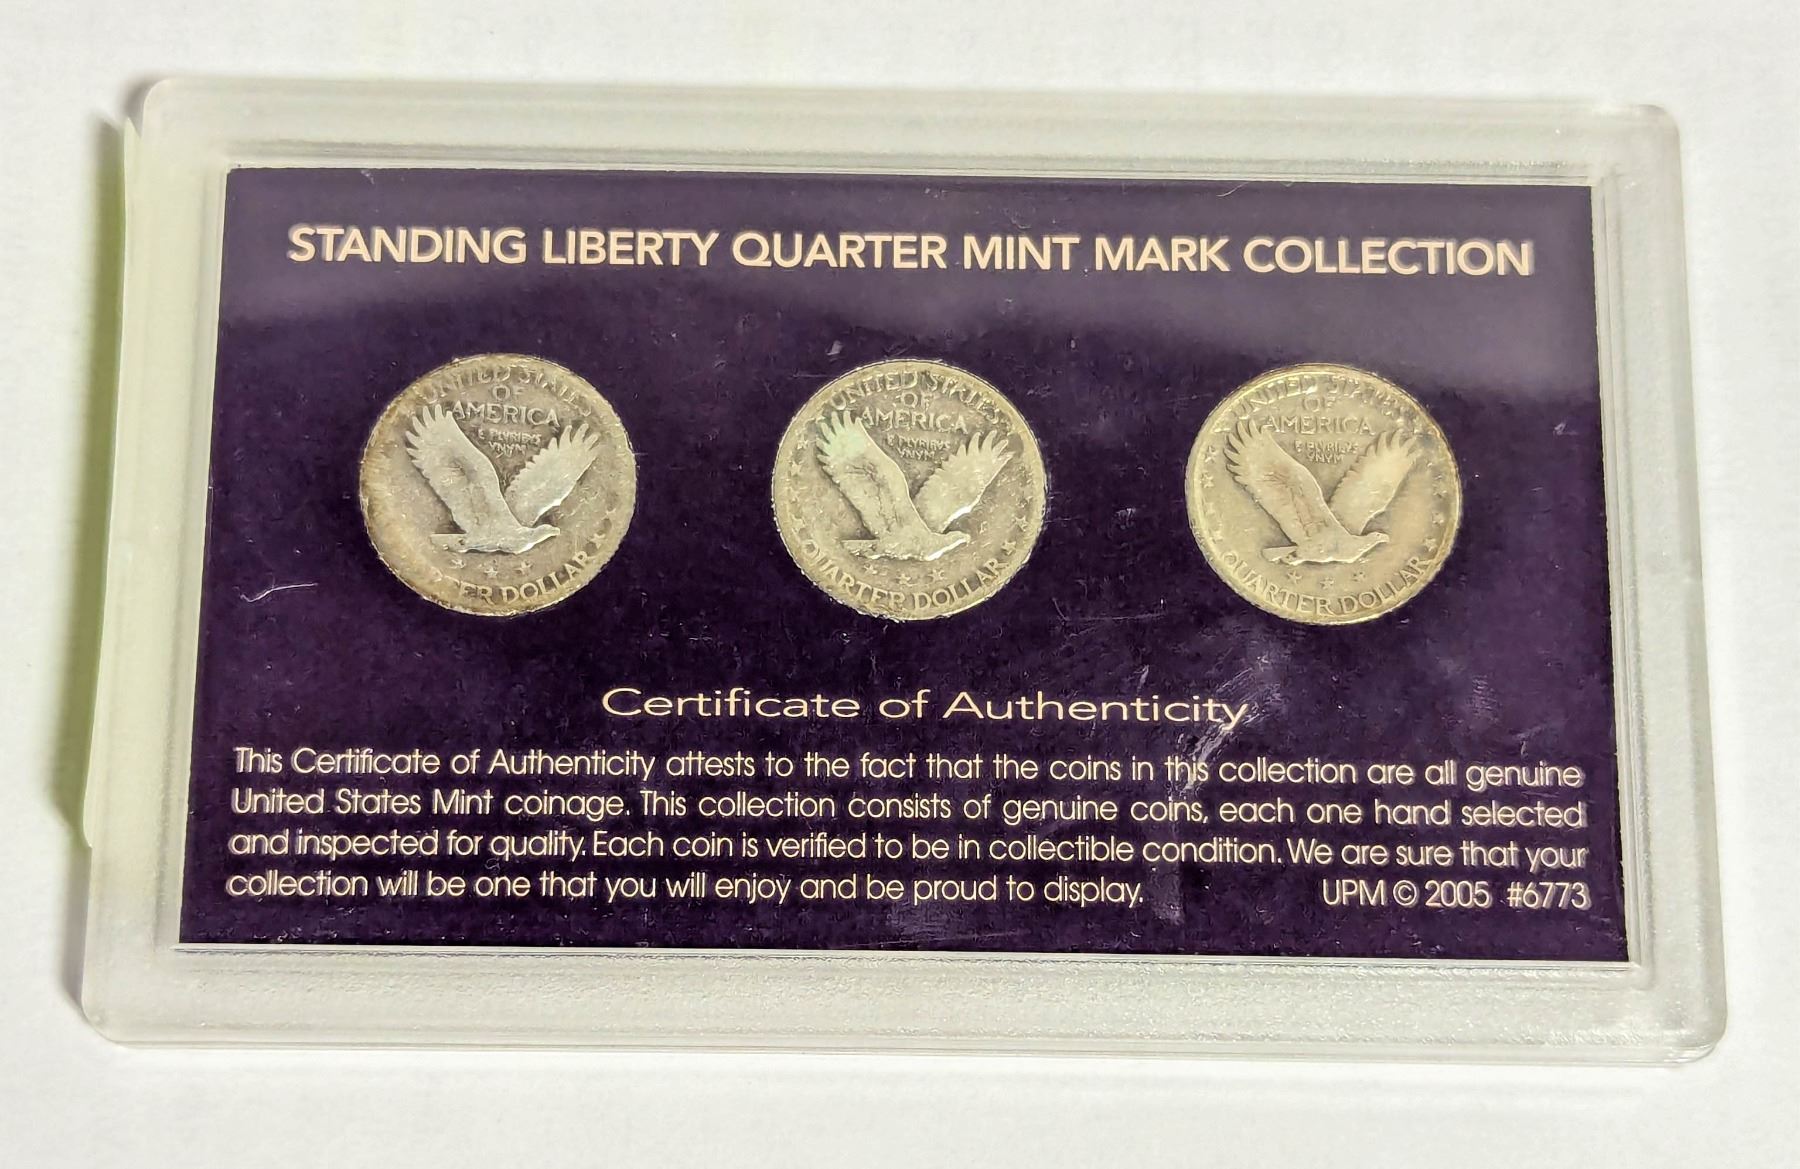 STANDING LIBERTY QUARTER MINT MARK COLLECTION
UNITED STATES
OF
AMERICA
E PLURIBUS
UNUM
TER DOLLAR
UNITED STATES
OF
AMERICA
E PLURIBUS
UNUM
QUARTER DOLLAR
UNITED STATES
OF
AMERICA
E PLURIBUS
UNUM
QUARTER DOLLAR
Certificate of Authenticity
This Certificate of Authenticity attests to the fact that the coins in this collection are all genuine
United States Mint coinage. This collection consists of genuine coins, each one hand selected
and inspected for quality. Each coin is verified to be in collectible condition. We are sure that your
collection will be one that you will enjoy and be proud to display. UPM © 2005 #6773